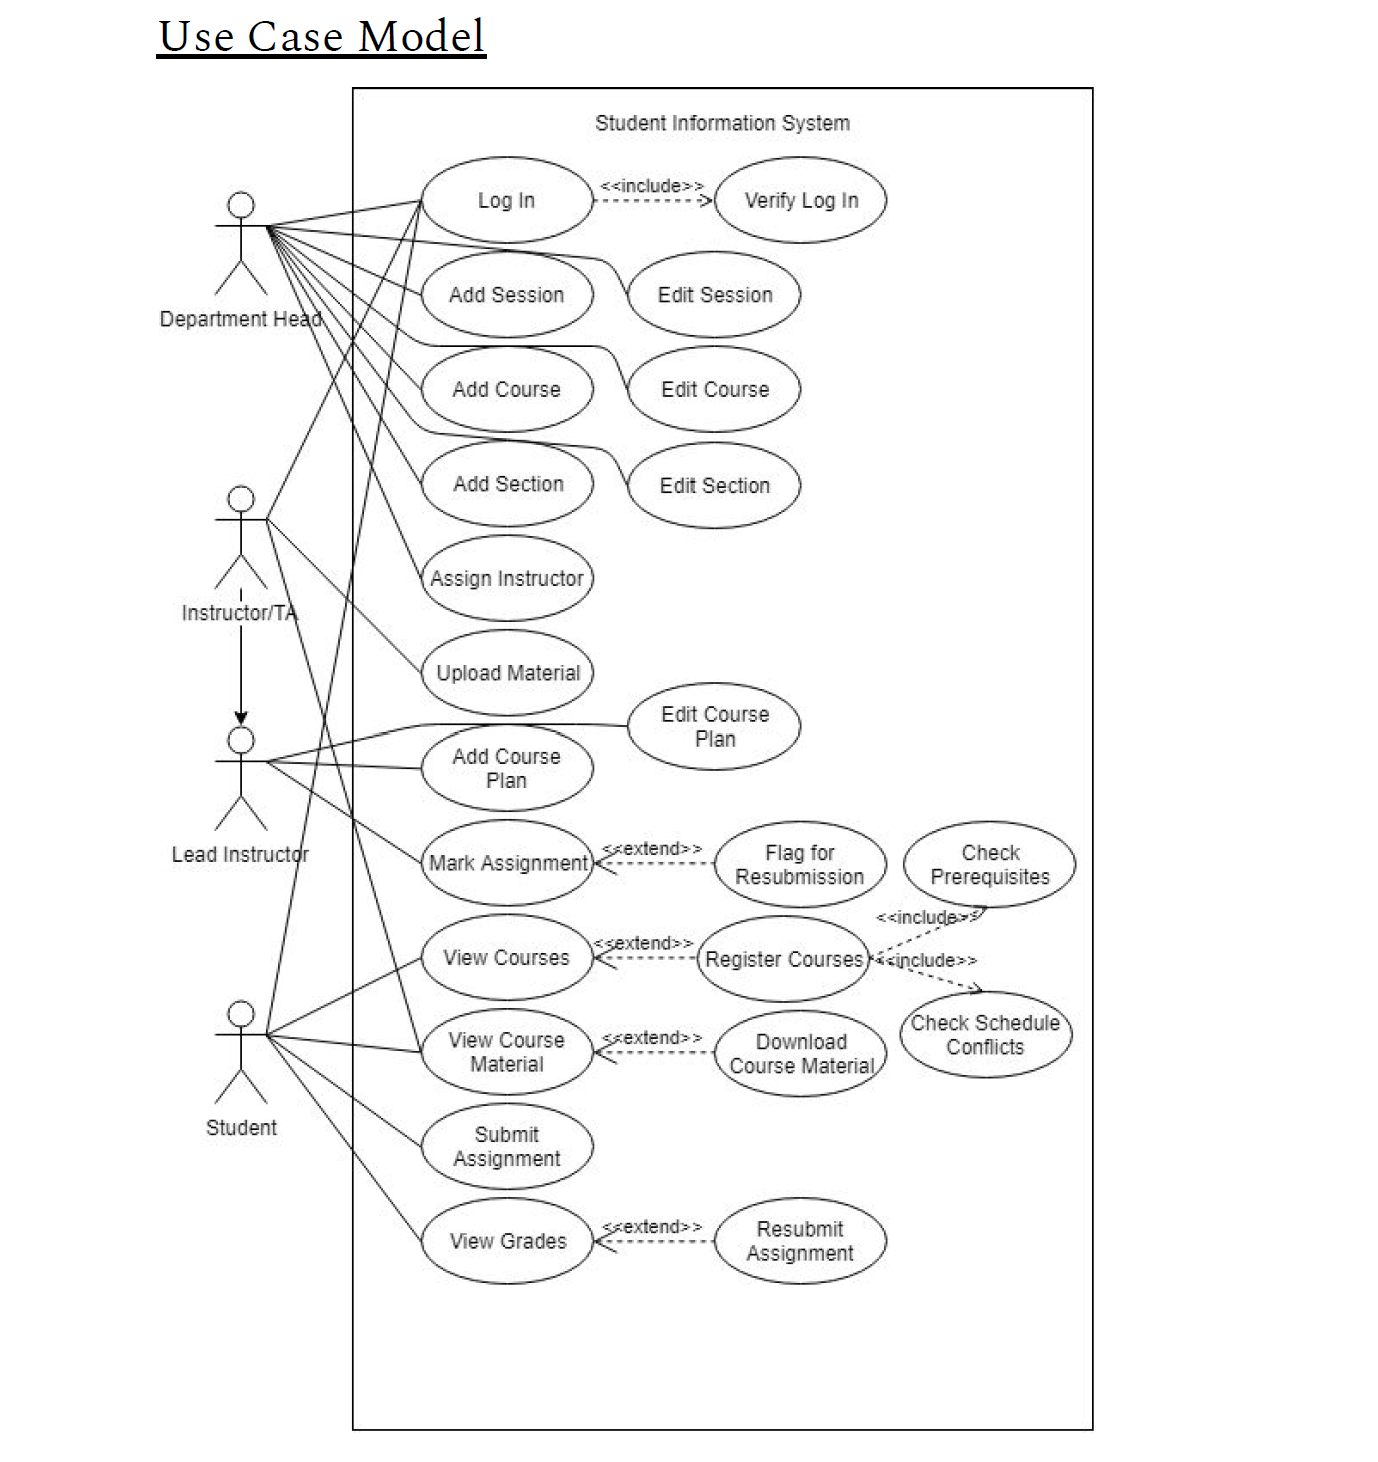 Use Case Model
Student Information System
Log In
<<include>>
Verify Log In
Department Head
Add Session
Edit Session
Add Course
Edit Course
Add Section
Edit Section
Assign Instructor
Instructor/TA
Upload Material
Edit Course
Plan
Add Course
Plan
Lead Instructor
Mark Assignment
<<extend>>
Flag for
Resubmission
Check
Prerequisites
<<include>>
View Courses
<<extend>>
Register Courses
<<include>>
Check Schedule
Conflicts
View Course
Material
<<extend>>
Download
Course Material
Student
Submit
Assignment
View Grades
<<extend>>
Resubmit
Assignment